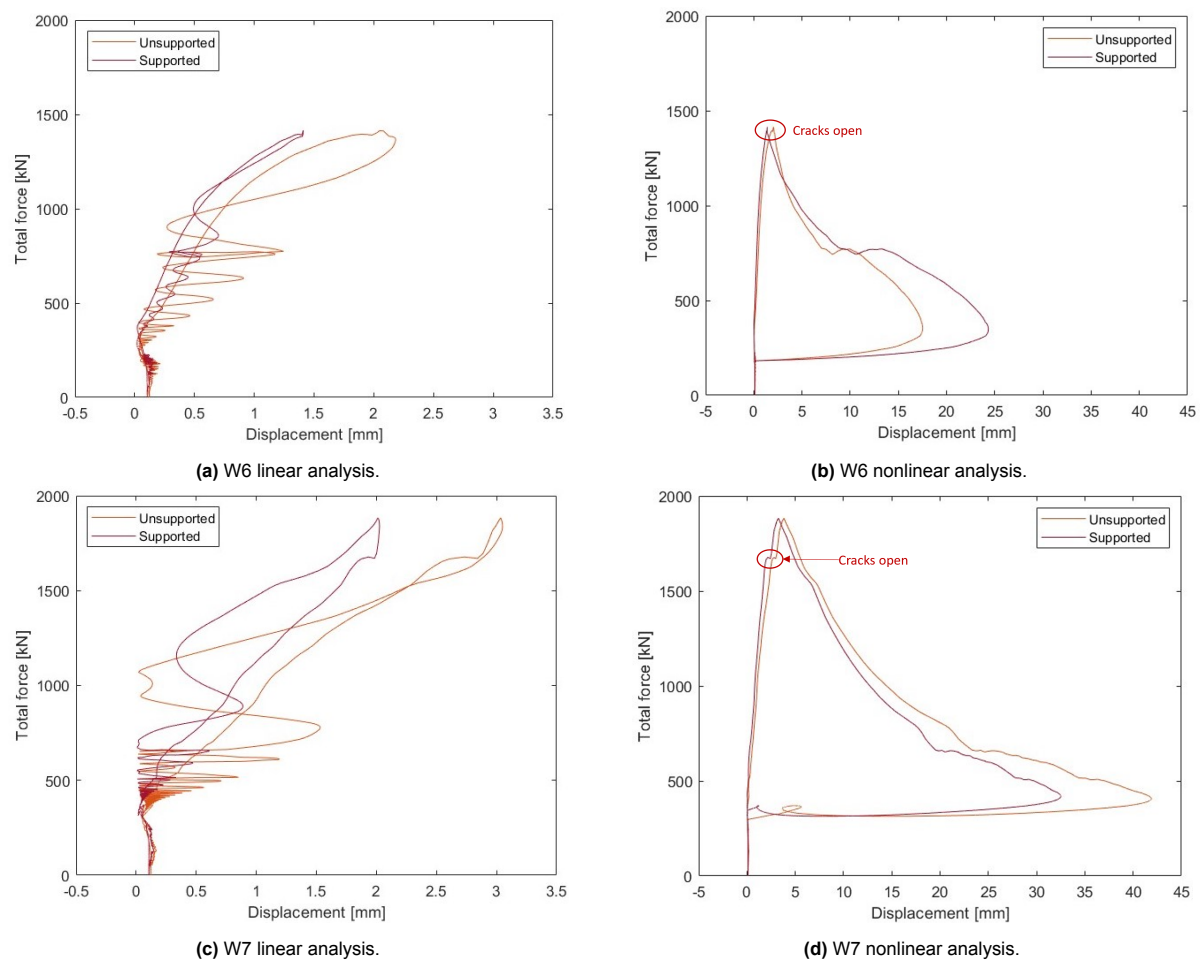 2000
1500
1000
500
0
Total force [kN]
Unsupported
Supported
-0.5 0 0.5 1 1.5 2 2.5 3 3.5
Displacement [mm]
(a) W6 linear analysis.
2000
1500
1000
500
0
Total force [kN]
Unsupported
Supported
Cracks open
-5 0 5 10 15 20 25 30 35 40 45
Displacement [mm]
(b) W6 nonlinear analysis.
2000
1500
1000
500
0
Total force [kN]
Unsupported
Supported
-0.5 0 0.5 1 1.5 2 2.5 3 3.5
Displacement [mm]
(c) W7 linear analysis.
2000
1500
1000
500
0
Total force [kN]
Unsupported
Supported
Cracks open
-5 0 5 10 15 20 25 30 35 40 45
Displacement [mm]
(d) W7 nonlinear analysis.